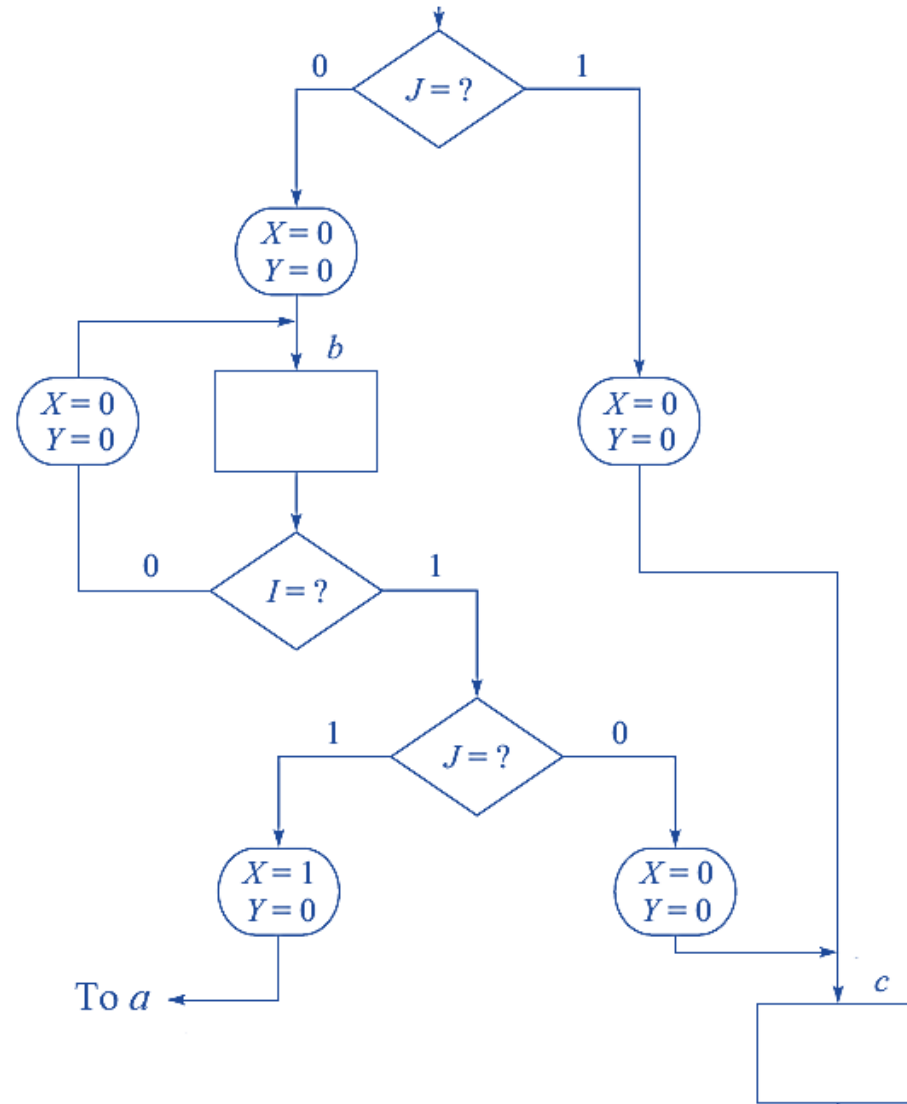 0
J = ?
1
X = 0
Y = 0
b
X = 0
Y = 0
X = 0
Y = 0
0
I = ?
1
1
J = ?
0
X = 1
Y = 0
X = 0
Y = 0
To a
c